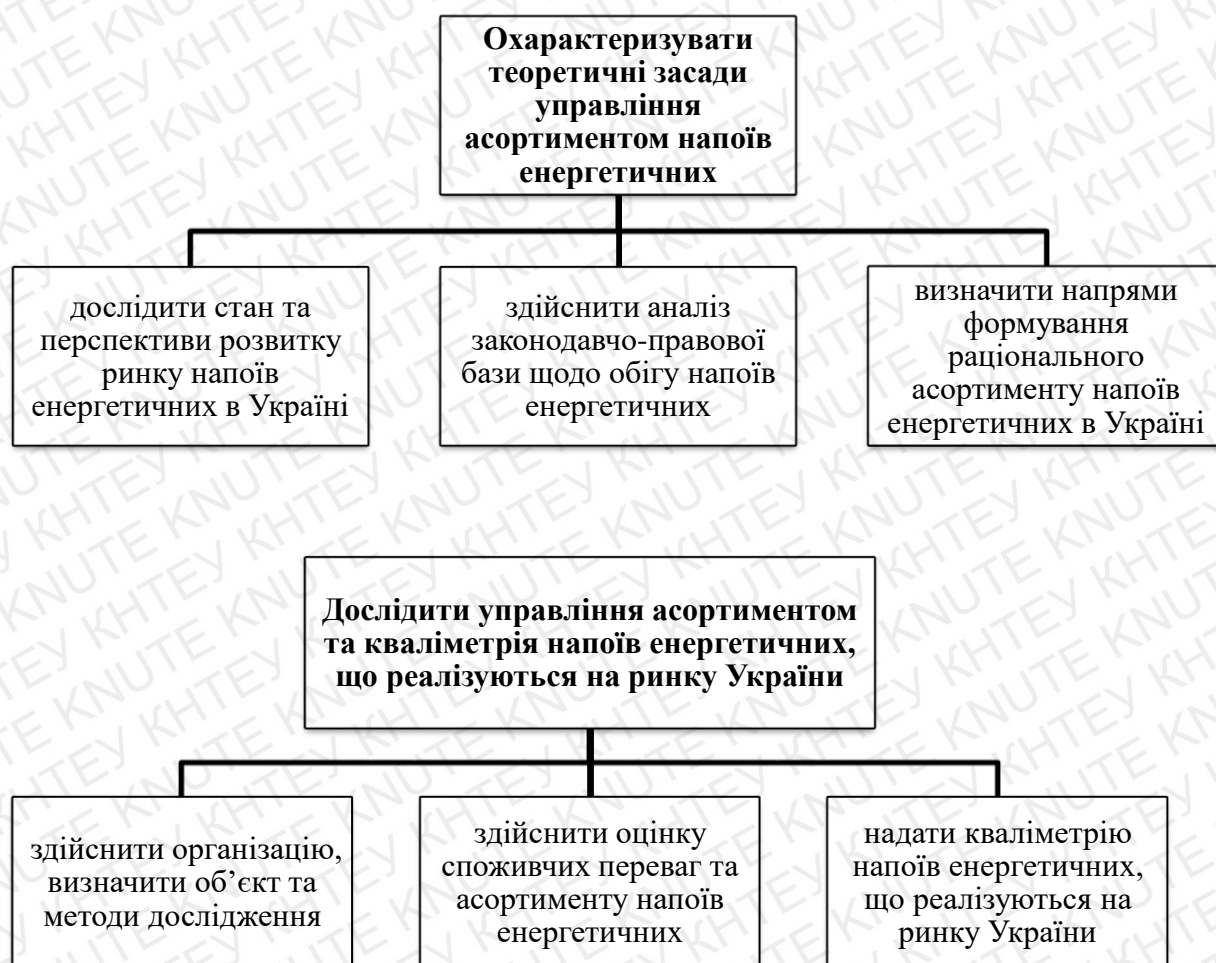 Охарактеризувати
теоретичні засади
управління
асортиментом напоїв
енергетичних
дослідити стан та
перспективи розвитку
ринку напоїв
енергетичних в Україні
здійснити аналіз
законодавчо-правової
бази щодо обігу напоїв
енергетичних
визначити напрями
формування
раціонального
асортименту напоїв
енергетичних в Україні
Дослідити управління асортиментом
та кваліметрія напоїв енергетичних,
що реалізуються на ринку України
здійснити організацію,
визначити об’єкт та
методи дослідження
здійснити оцінку
споживчих переваг та
асортименту напоїв
енергетичних
надати кваліметрію
напоїв енергетичних,
що реалізуються на
ринку України